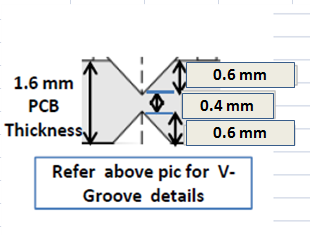 1.6 mm
PCB
Thickness
0.6 mm
0.4 mm
0.6 mm
Refer above pic for V-
Groove details